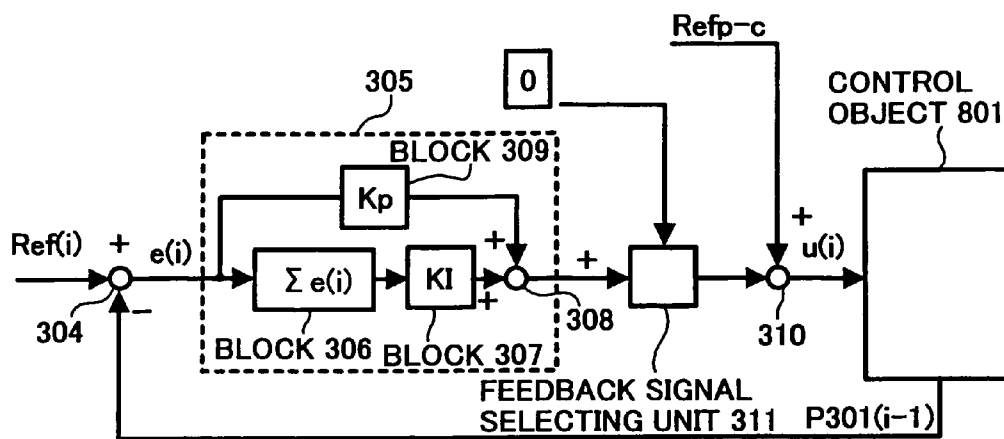 Refp-c
0
305
CONTROL
OBJECT 801
BLOCK 309
Kp
Ref(i)
+
e(i)
+
+
+
u(i)
Σ e(i)
KI
304
−
+
308
310
BLOCK 306
BLOCK 307
FEEDBACK SIGNAL
SELECTING UNIT 311
P301(i-1)